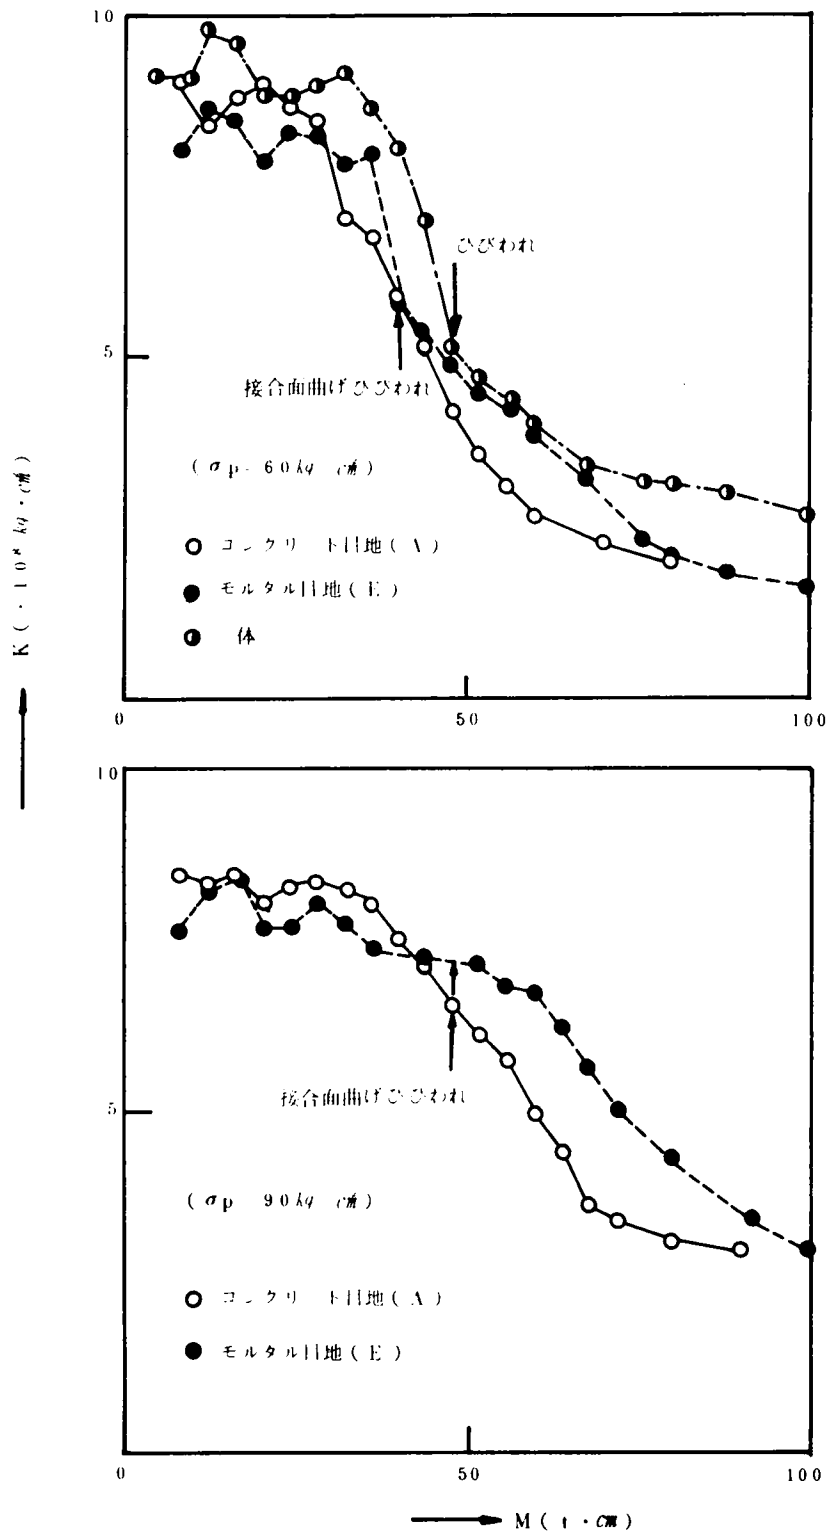 10
ひびわれ
5
接合面曲げひびわれ
(σp 60kg cm)
コンクリート目地(A)
モルタル目地(E)
体
0 50 100
K(
kg・cm)
10
5
接合面曲げひびわれ
(σp 90kg cm)
コンクリート目地(A)
モルタル目地(E)
0 50 100
M( t・cm)